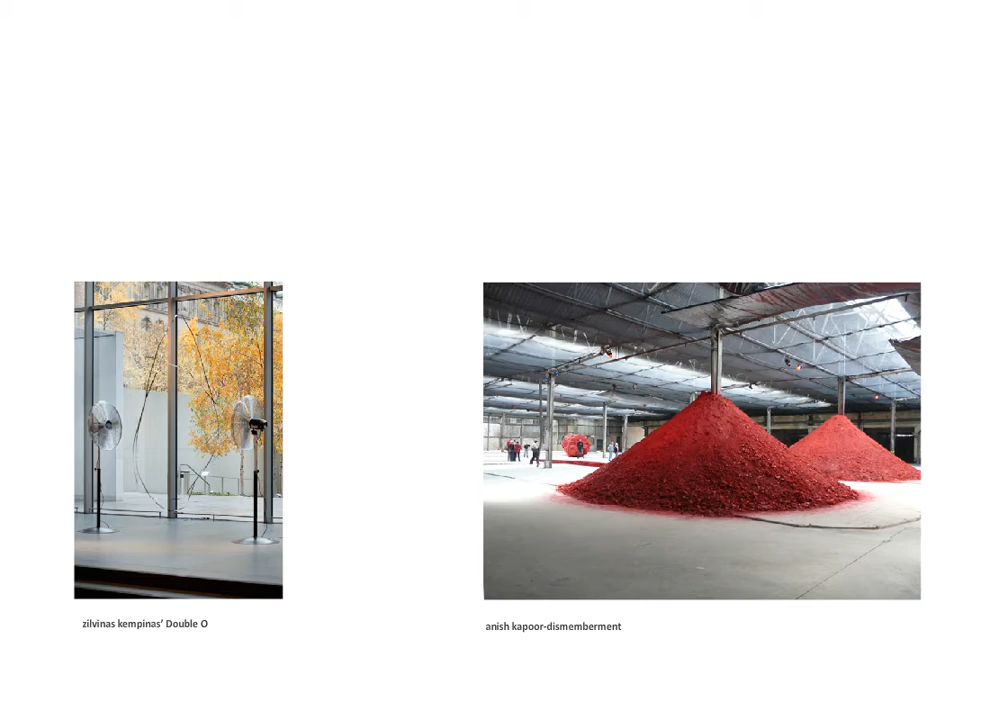 zilvinas kempinas’ Double O
anish kapoor-dismemberment